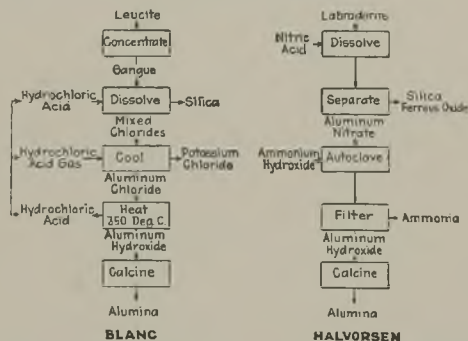 Leucite
Concentrate
Gangue
Hydrochloric
Acid
Dissolve
Silica
Mixed
Chlorides
Hydrochloric
Acid Gas
Cool
Potassium
Chloride
Aluminum
Chloride
Hydrochloric
Acid
Heat
350 Deg C.
Aluminum
Hydroxide
Calcine
Alumina
BLANC
Labradorite
Nitric
Acid
Dissolve
Separate
Silica
Ferrous Oxide
Aluminum
Nitrate
Ammonium
Hydroxide
Autoclave
Filter
Ammonia
Aluminum
Hydroxide
Calcine
Alumina
HALVORSEN